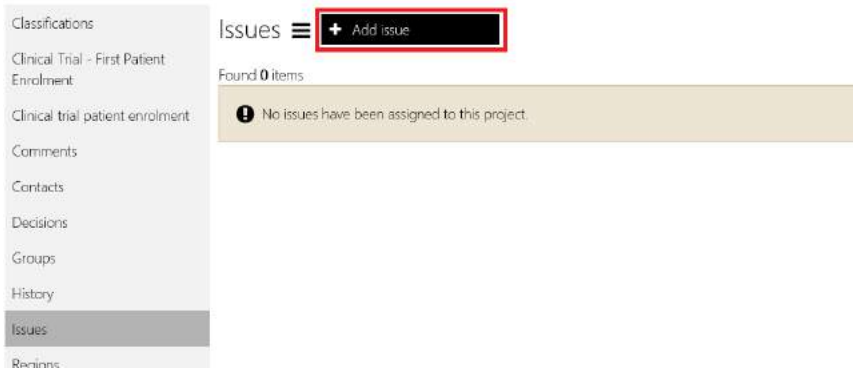 Classifications
Clinical Trial - First Patient
Enrolment
Clinical trial patient enrolment
Comments
Contacts
Decisions
Groups
History
Issues
Regions
Issues
Add issue
Found 0 items
No issues have been assigned to this project.